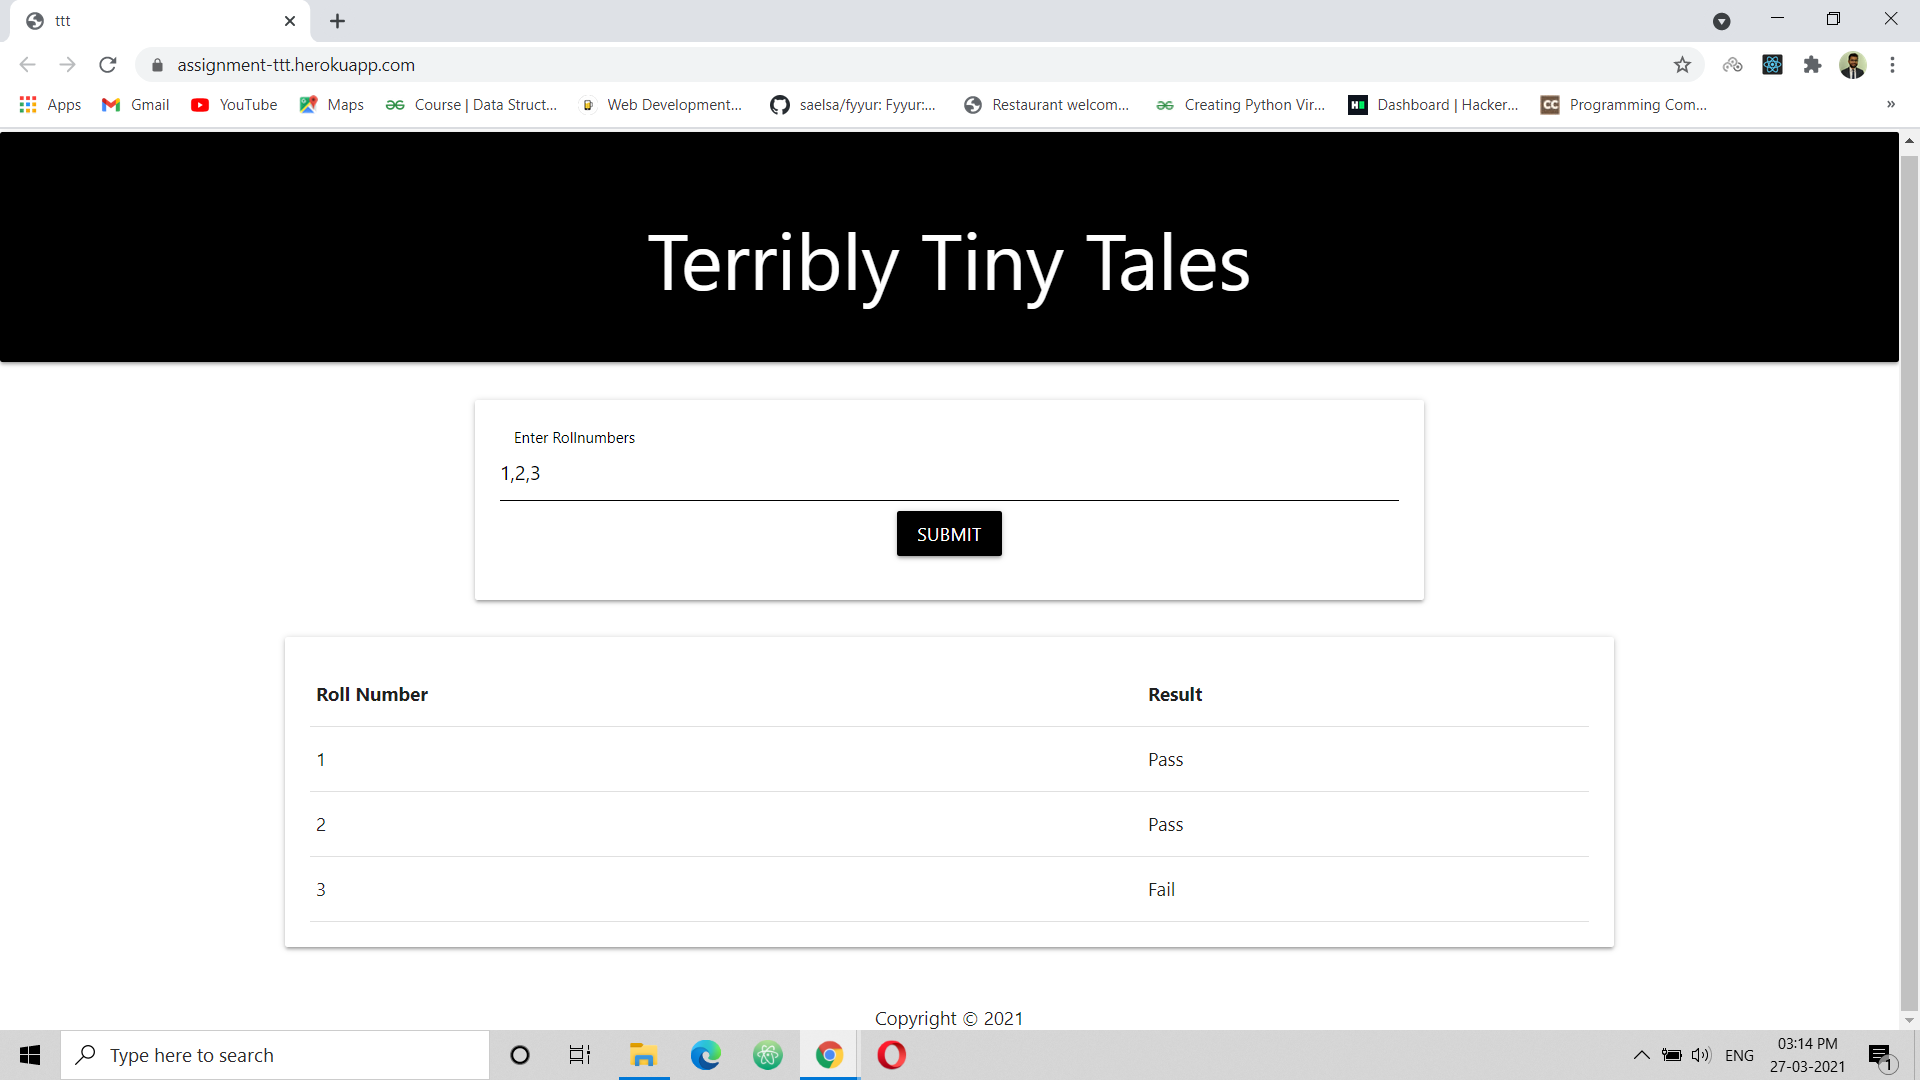 ttt
assignment-ttt.herokuapp.com
Apps Gmail YouTube Maps Course | Data Struct... Web Development... saelsa/fyyur: Fyyur:... Restaurant welcom... Creating Python Vir... Dashboard | Hacker... Programming Com... »
Terribly Tiny Tales
Enter Rollnumbers
1,2,3
SUBMIT
Roll Number Result
1 Pass
2 Pass
3 Fail
Copyright © 2021
Type here to search ENG 03:14 PM
27-03-2021 1